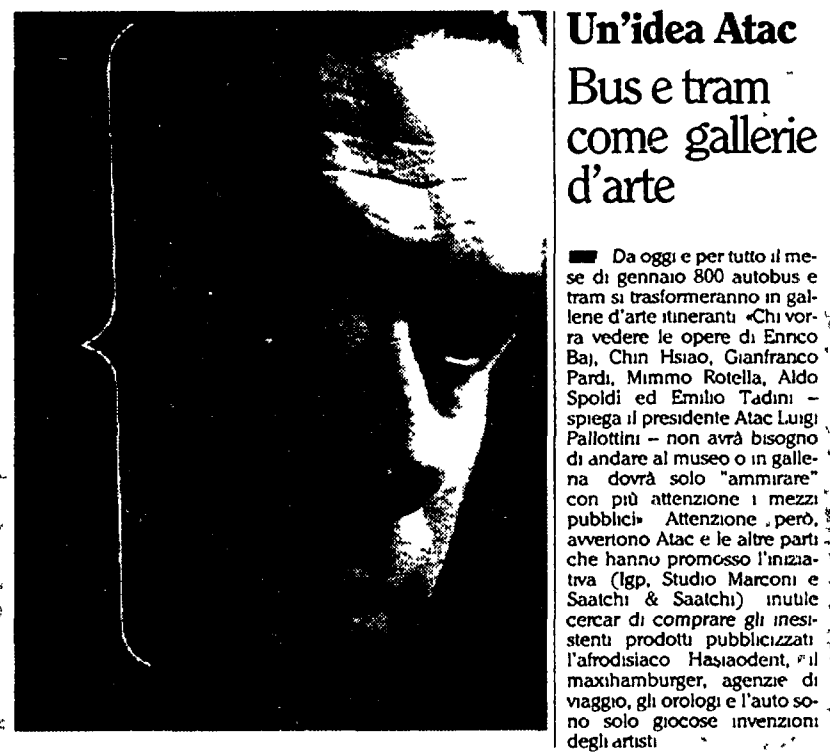 Un'idea Atac
Bus e tram
come gallerie
d'arte
Da oggi e per tutto il me-
se di gennaio 800 autobus e
tram si trasformeranno in gal-
lerie d'arte itineranti «Chi vor-
rà vedere le opere di Enrico
Baj, Chin Hsiao, Gianfranco
Pardi, Mimmo Rotella, Aldo
Spoldi ed Emilio Tadini –
spiega il presidente Atac Luigi
Pallottini – non avrà bisogno
di andare al museo o in galle-
ria dovrà solo "ammirare"
con più attenzione i mezzi
pubblici» Attenzione però,
avvertono Atac e le altre parti
che hanno promosso l'inizia-
tiva (Igp, Studio Marconi e
Saatchi & Saatchi) inutile
cercar di comprare gli inesi-
stenti prodotti pubblicizzati
l'afrodisiaco Hasiaodent, il
maxihamburger, agenzie di
viaggio, gli orologi e l'auto so-
no solo giocose invenzioni
degli artisti